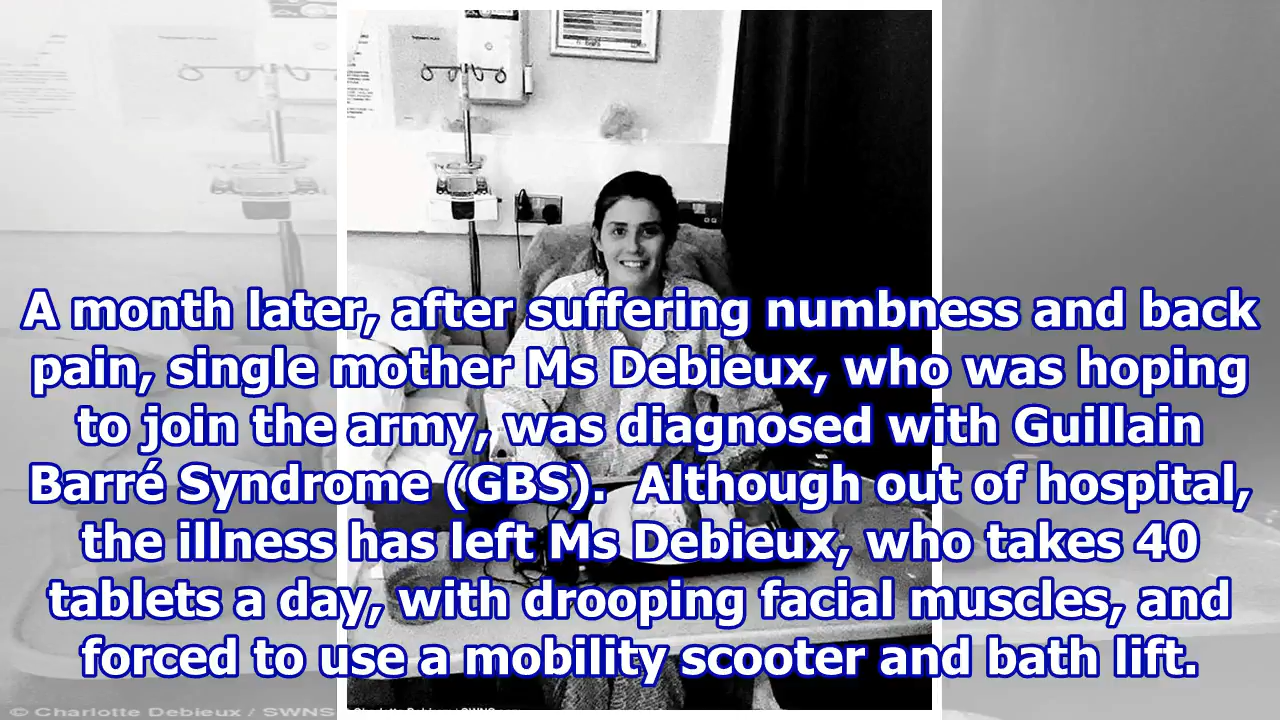 A month later, after suffering numbness and back
pain, single mother Ms Debieux, who was hoping
to join the army, was diagnosed with Guillain
Barré Syndrome (GBS).  Although out of hospital,
the illness has left Ms Debieux, who takes 40
tablets a day, with drooping facial muscles, and
forced to use a mobility scooter and bath lift.
© Charlotte Debieux / SWNS